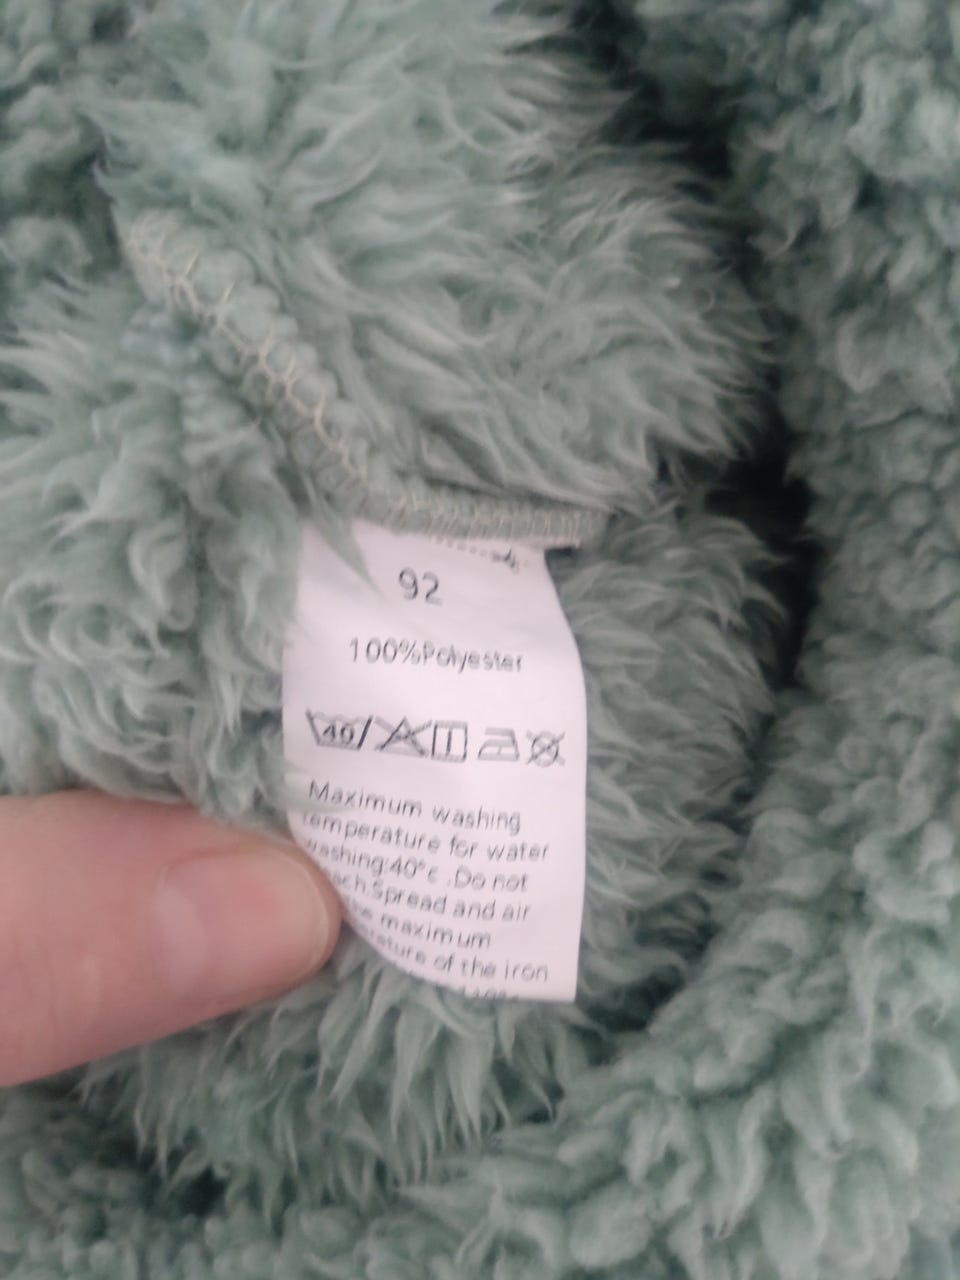 92
100%Polyester
40
Maximum washing
temperature for water
washing:40°c .Do not
Spread and air
maximum
of the iron